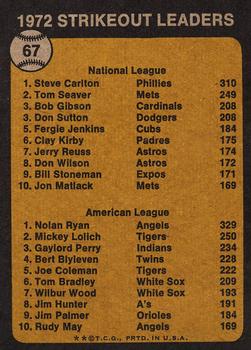 1972 STRIKEOUT LEADERS
67
National League
1. Steve Carlton Phillies -310
2. Tom Seaver Mets 249
3. Bob Gibson Cardinals 208
3. Don Sutton Dodgers 208
5. Fergie Jenkins Cubs 184
6. Clay Kirby Padres 175
7. Jerry Reuss Astros 174
8. Don Wilson Astros 172
9. Bill Stoneman Expos 171
10. Jon Matlack Mets 169
American League
1. Nolan Ryan Angels 329
2. Mickey Lolich Tigers 250
3. Gaylord Perry Indians 234
4. Bert Blyleven Twins 228
5. Joe Coleman Tigers 222
6. Tom Bradley White Sox 209
7. Wilbur Wood White Sox 193
8. Jim Hunter A's 191
9. Jim Palmer Orioles 184
10. Rudy May Angels 169
★★©T.C.G., PRTD. IN U.S.A.